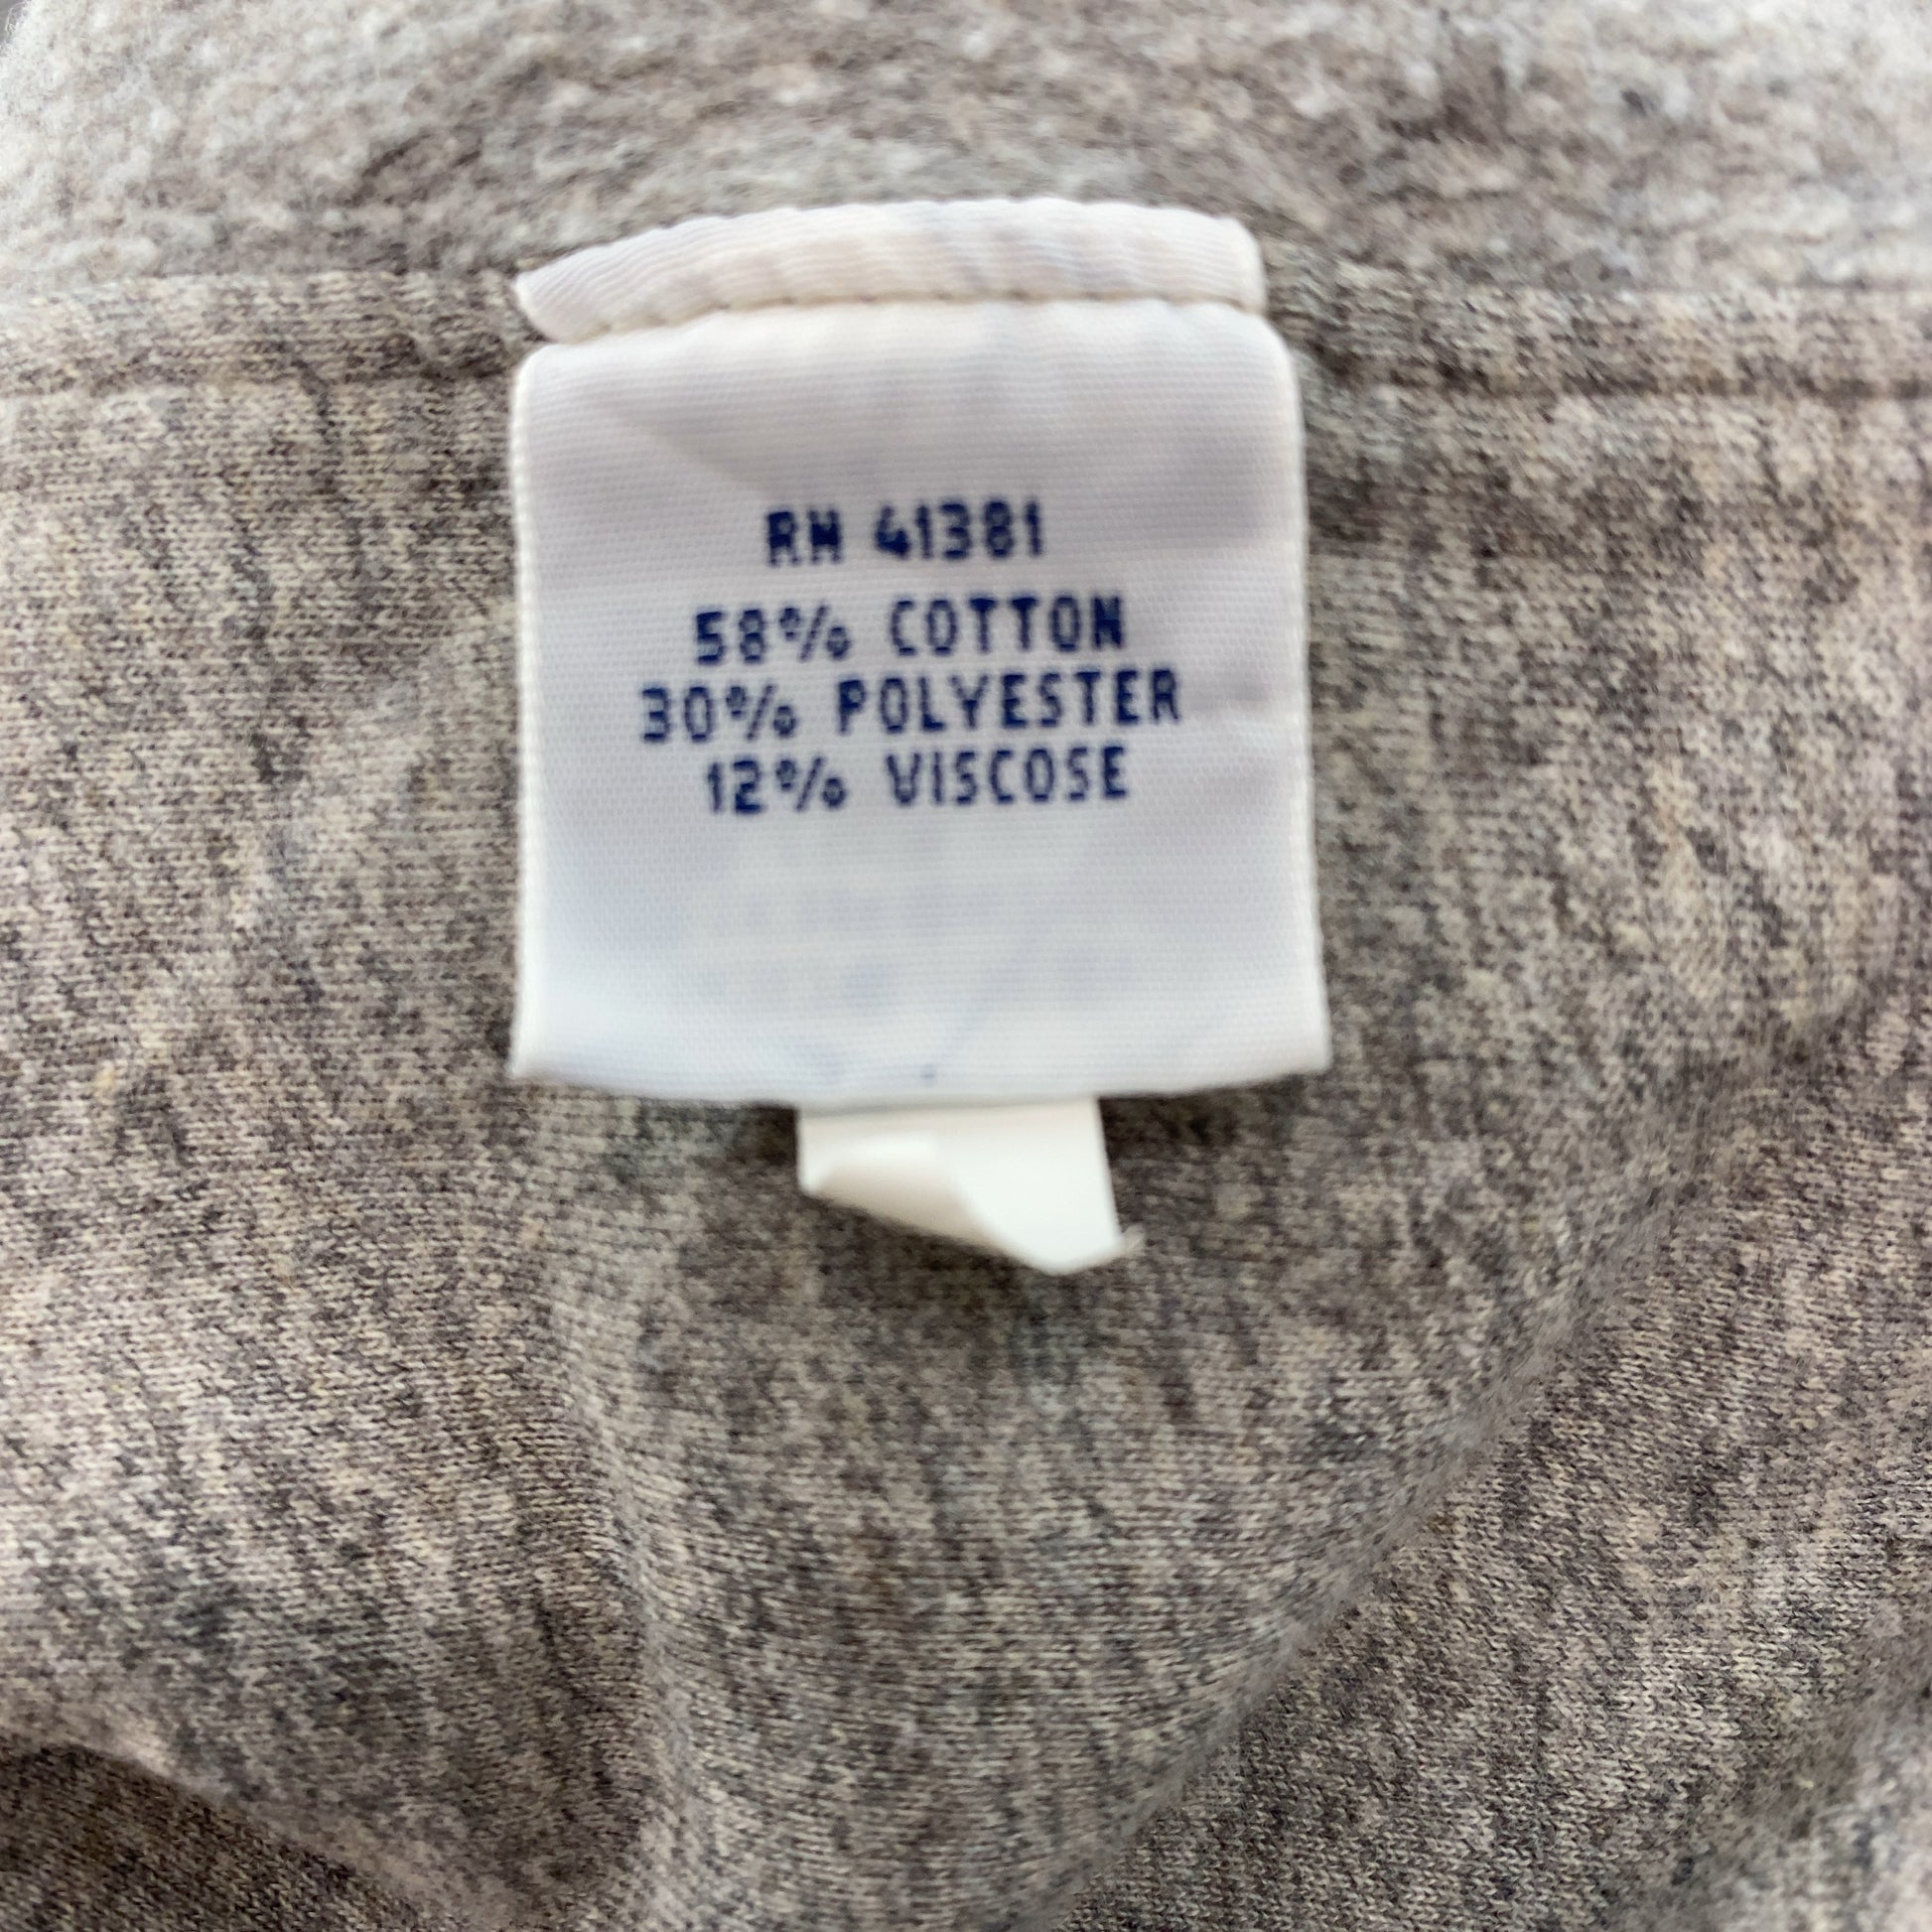 RN 41381
58% COTTON
30% POLYESTER
12% VISCOSE